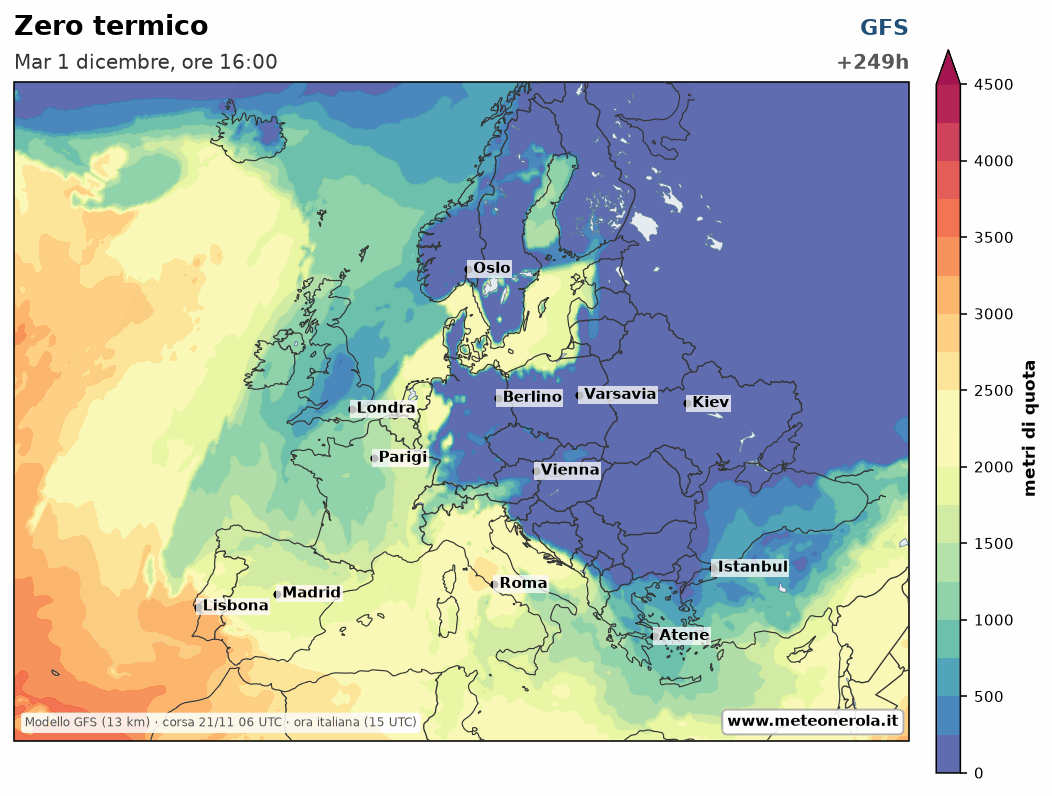 Zero termico
GFS
Mar 1 dicembre, ore 16:00
+249h
4500
4000
3500
3000
2500
2000
1500
1000
500
0
metri di quota
Oslo
Londra
Berlino
Varsavia
Kiev
Parigi
Vienna
Istanbul
Roma
Madrid
Lisbona
Atene
Modello GFS (13 km) · corsa 21/11 06 UTC · ora italiana (15 UTC)
www.meteonerola.it